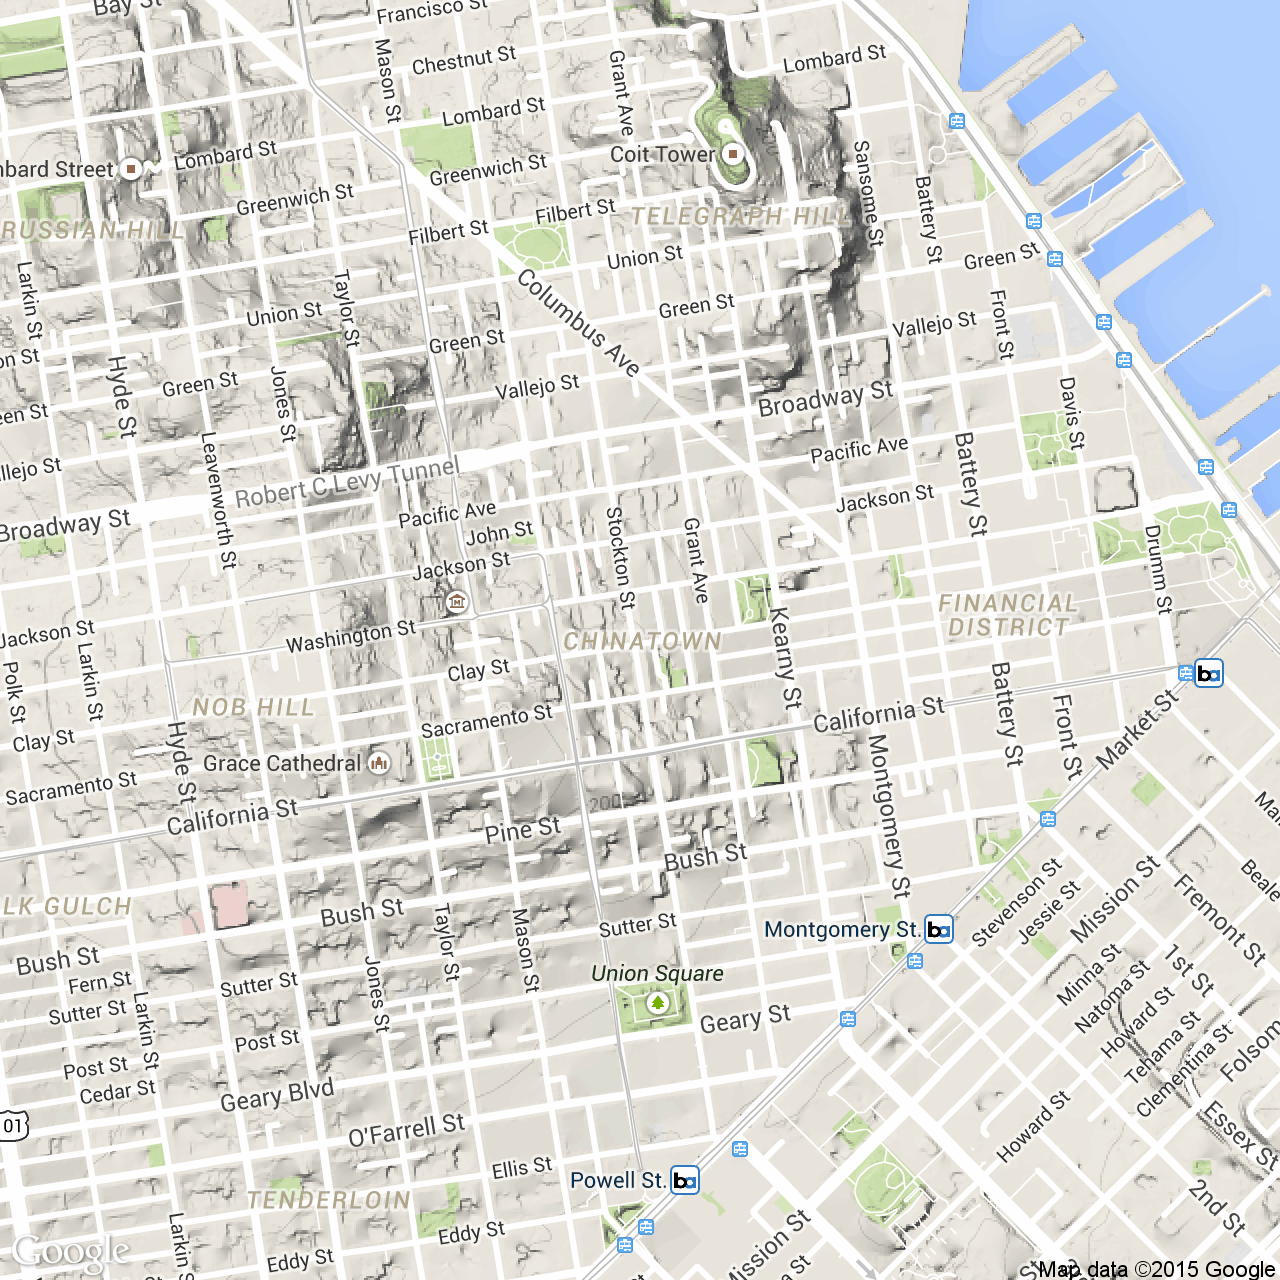 Bay St
Francisco St
Mason St
Chestnut St
Grant Ave
Lombard St
Lombard St
Lombard St
mbard Street
Coit Tower
Greenwich St
Greenwich St
Sansome St
Battery St
RUSSIAN HILL
Filbert St
Filbert St
TELEGRAPH HILL
Union St
Green St
Larkin St
Taylor St
Columbus Ave
Union St
Green St
Front St
Vallejo St
on St
Hyde St
Green St
Green St
Jones St
Vallejo St
Broadway St
Davis St
een St
Leavenworth St
Pacific Ave
Battery St
allejo St
Robert C Levy Tunnel
Jackson St
Broadway St
Pacific Ave
John St
Stockton St
Grant Ave
Drumm St
Jackson St
Jackson St
Washington St
CHINATOWN
Kearny St
FINANCIAL
DISTRICT
Polk St
Larkin St
Clay St
Battery St
Front St
Market St
NOB HILL
Sacramento St
California St
Clay St
Hyde St
Grace Cathedral
Montgomery St
Sacramento St
California St
200
Pine St
Bush St
Beale
LK GULCH
Bush St
Taylor St
Mason St
Sutter St
Montgomery St.
ba
Stevenson St
Jessie St
Mission St
Fremont St
Bush St
Fern St
Sutter St
Sutter St
Larkin St
Jones St
Union Square
Minna St
Natoma St
1st St
Howard St
Post St
Post St
Geary St
Tehama St
Clementina St
Folsom
Cedar St
Geary Blvd
O'Farrell St
Howard St
Essex St
01
Ellis St
Powell St.
ba
2nd St
TENDERLOIN
Larkin St
Eddy St
Eddy St
Mission St
Google
Map data ©2015 Google